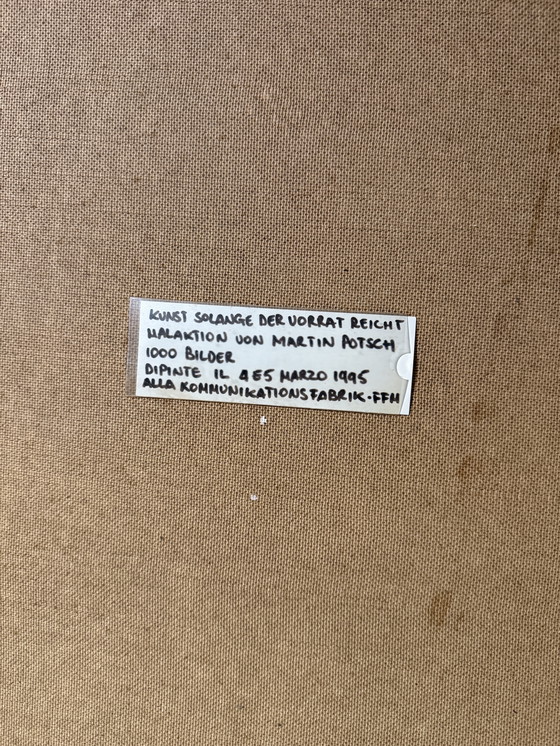 KUNST SOLANGE DER VORRAT REICHT
MALAKTION VON MARTIN POTSCH
1000 BILDER
DIPINTE IL 4 E 5 MARZO 1995
ALLA KOMMUNIKATIONSFABRIK-FFM